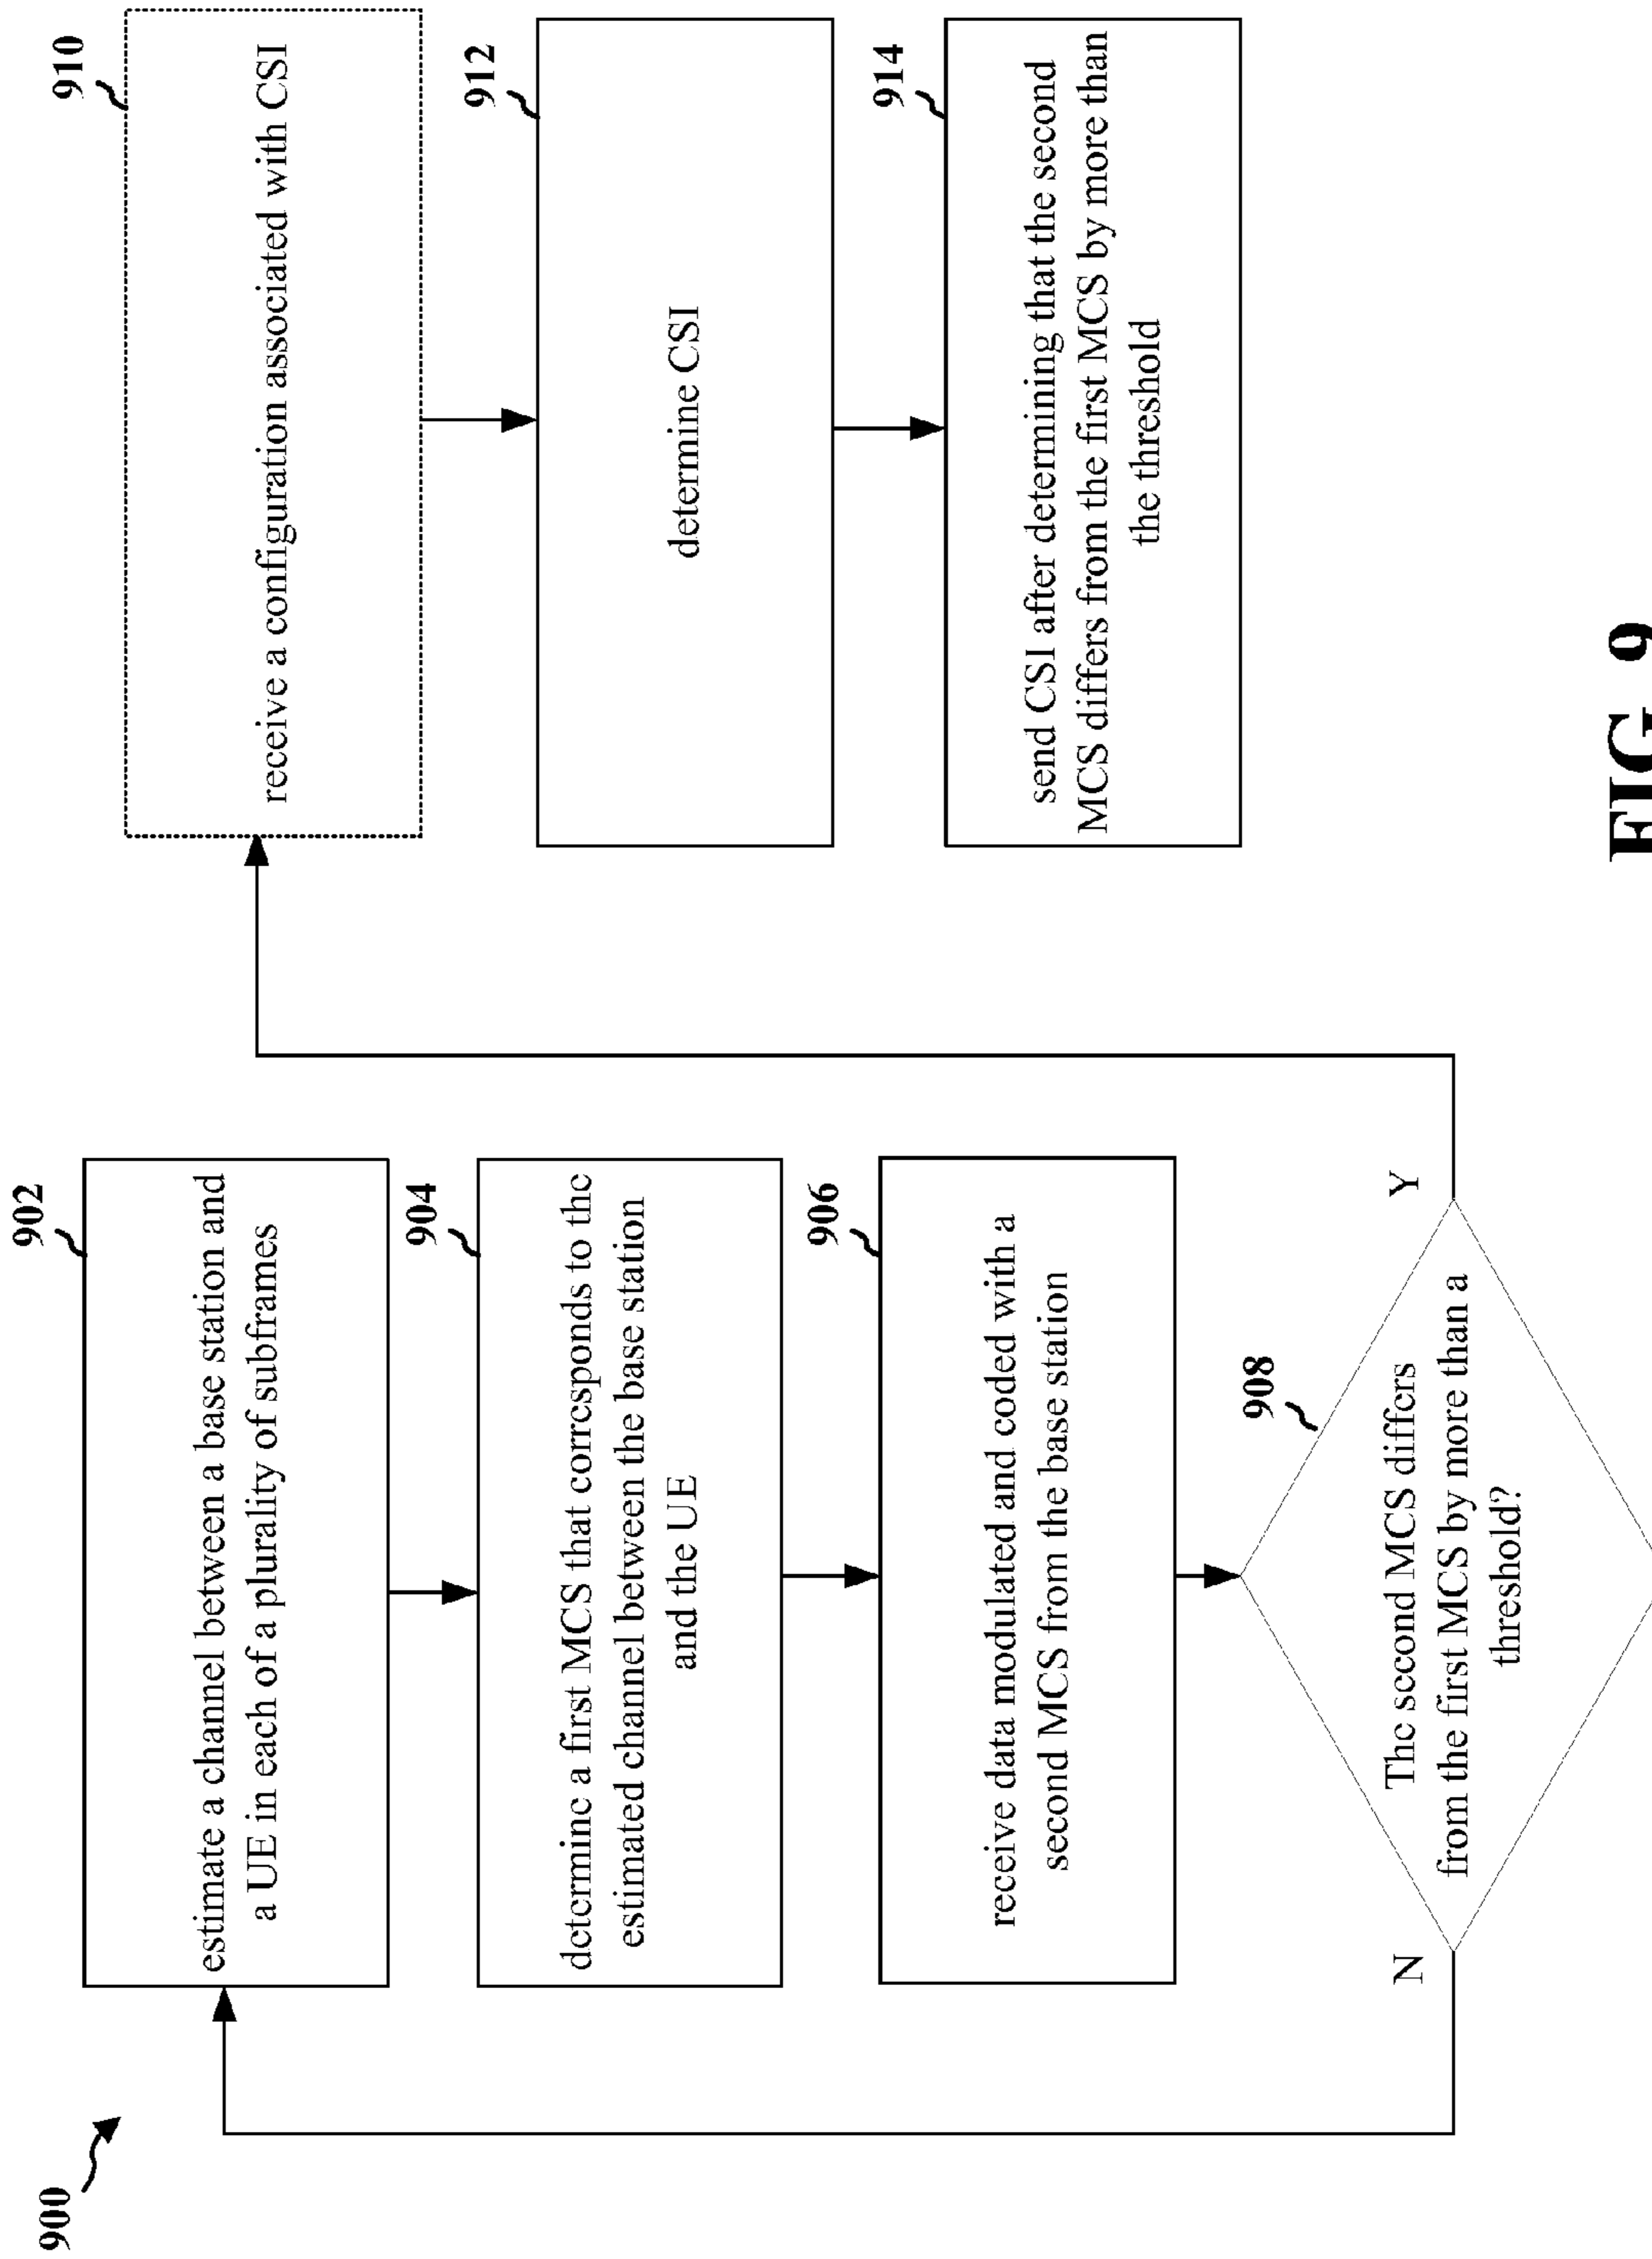 900
902
estimate a channel between a base station and
a UE in each of a plurality of subframes
904
determine a first MCS that corresponds to the
estimated channel between the base station
and the UE
906
receive data modulated and coded with a
second MCS from the base station
908
The second MCS differs
from the first MCS by more than a
threshold?
N
Y
910
receive a configuration associated with CSI
912
determine CSI
914
send CSI after determining that the second
MCS differs from the first MCS by more than
the threshold
FIG. 9